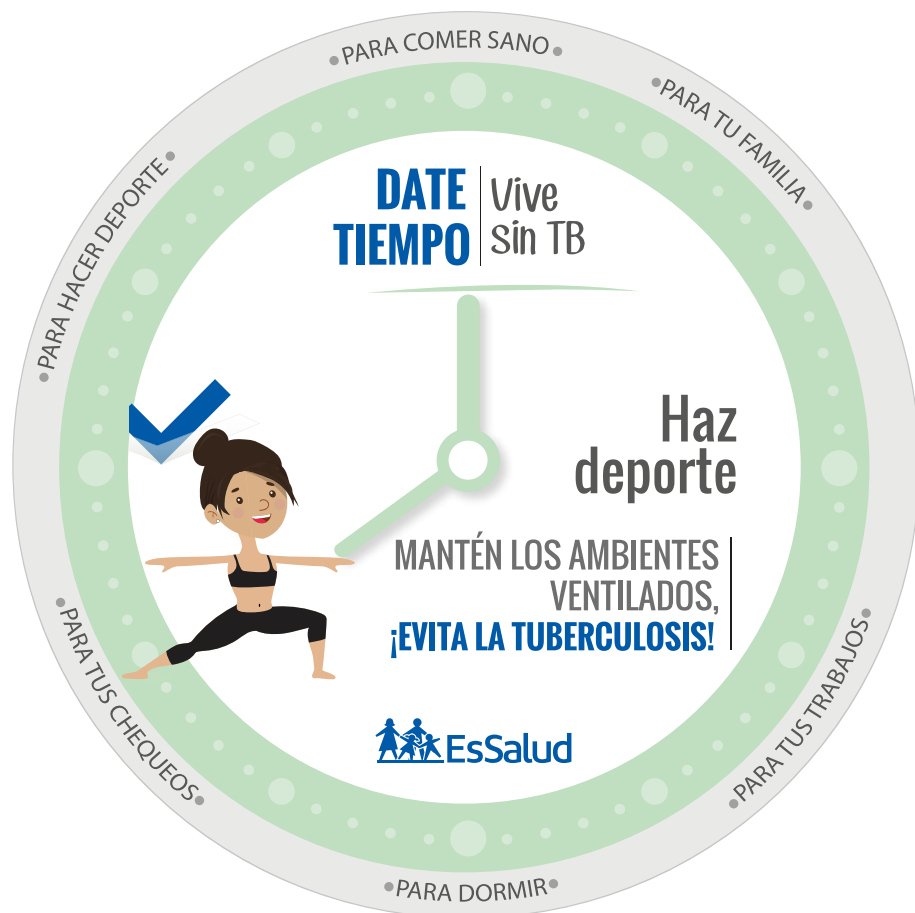 PARA COMER SANO
PARA TU FAMILIA
PARA HACER DEPORTE
DATE
TIEMPO
Vive
sin TB
Haz
deporte
MANTÉN LOS AMBIENTES
VENTILADOS,
¡EVITA LA TUBERCULOSIS!
EsSalud
PARA TUS CHEQUEOS
PARA TUS TRABAJOS
PARA DORMIR